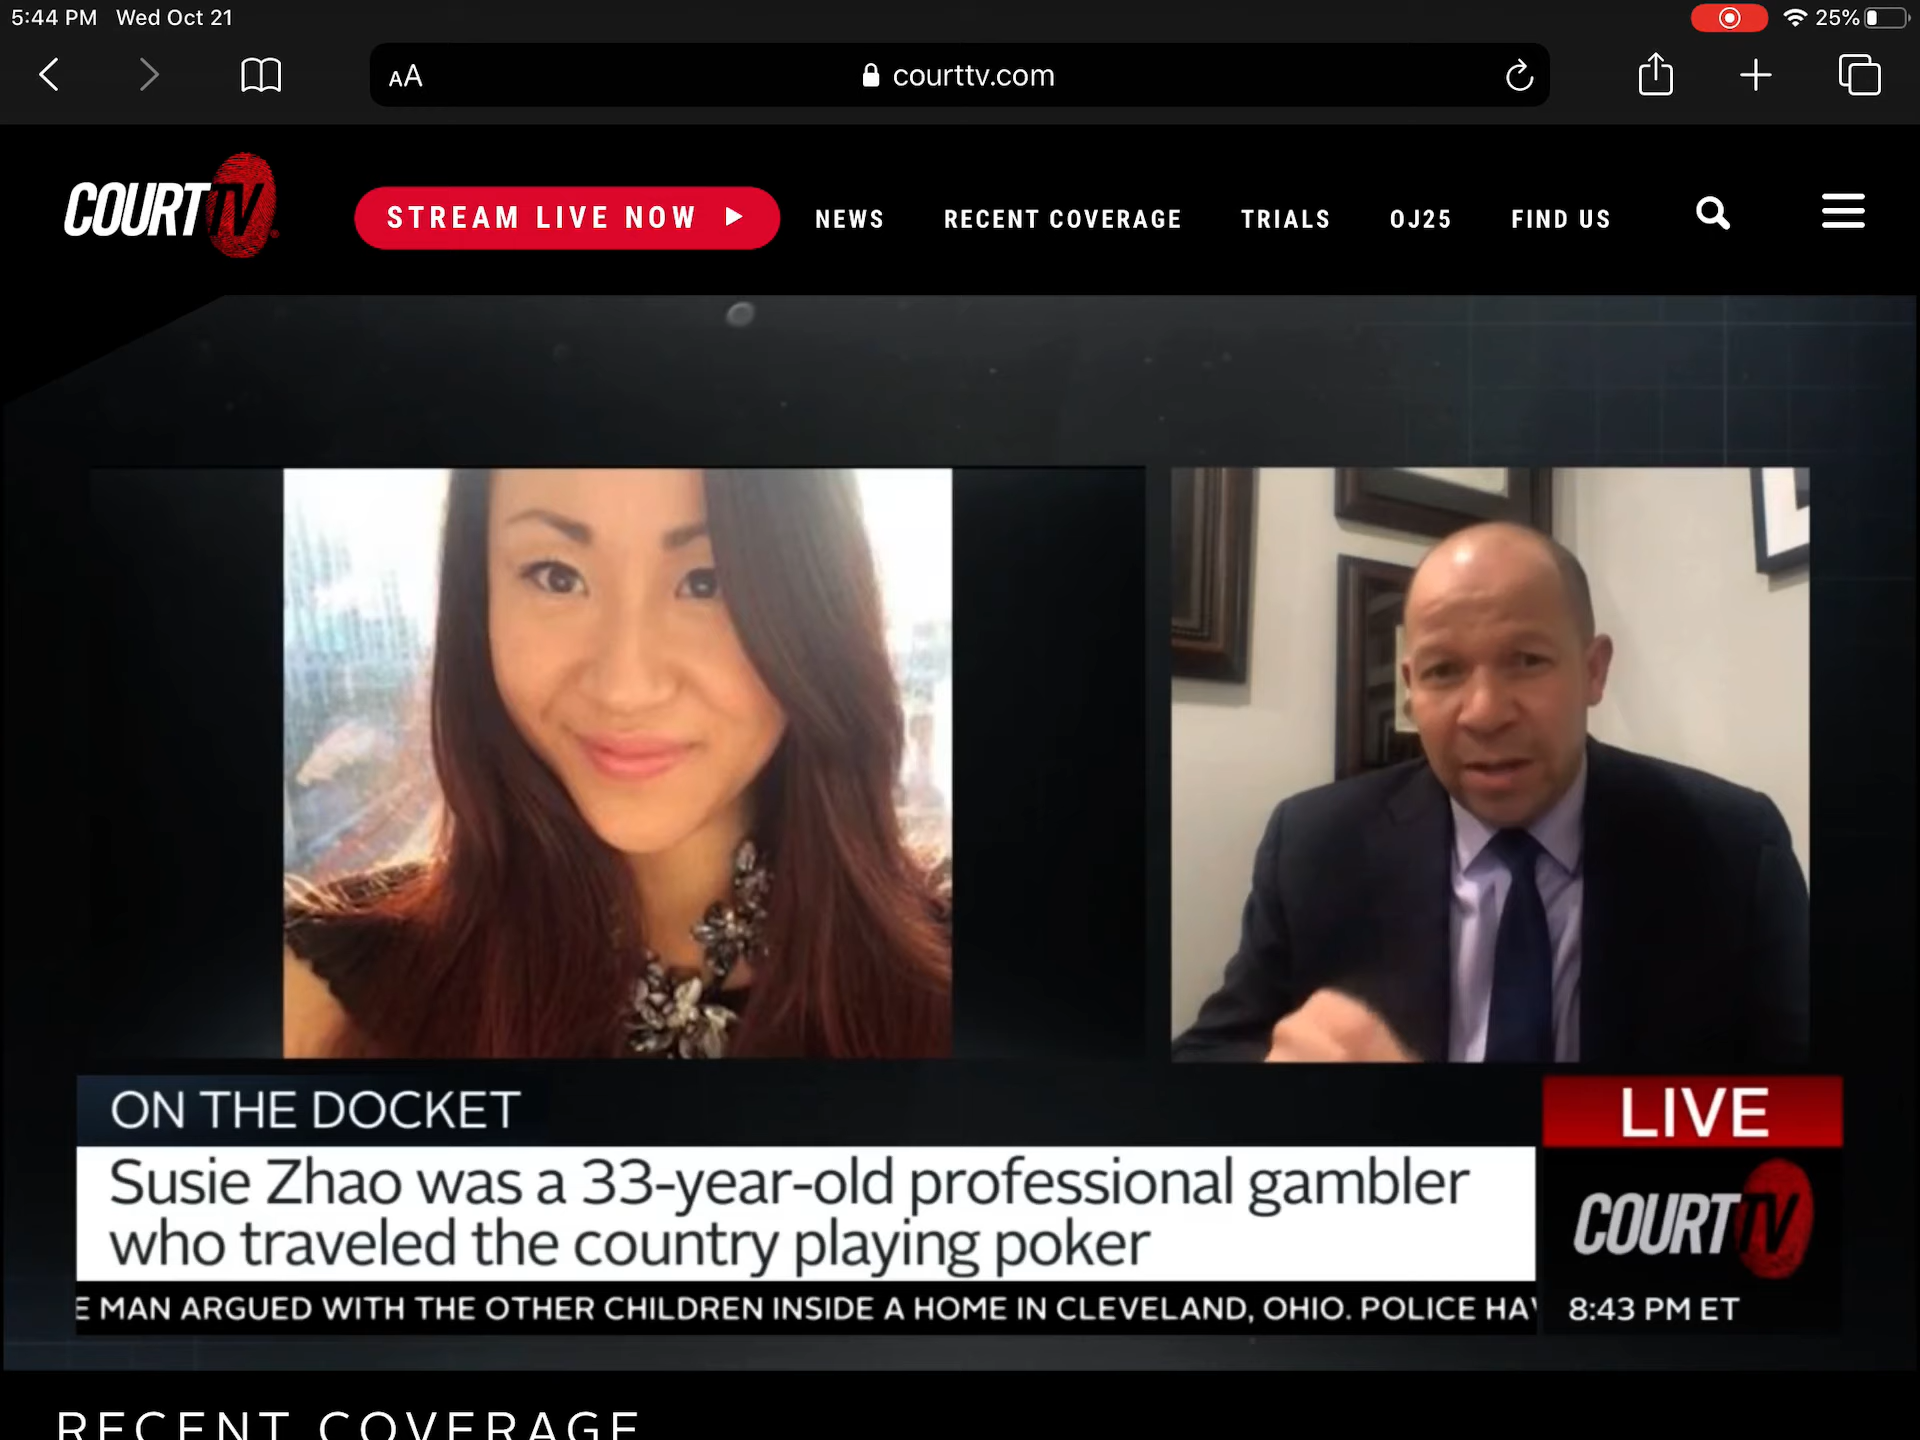 5:44 PM Wed Oct 21
25%
AA courttv.com
COURT TV
STREAM LIVE NOW
NEWS
RECENT COVERAGE
TRIALS
OJ25
FIND US
ON THE DOCKET
LIVE
Susie Zhao was a 33-year-old professional gambler
who traveled the country playing poker
COURT TV
E MAN ARGUED WITH THE OTHER CHILDREN INSIDE A HOME IN CLEVELAND, OHIO. POLICE HAV
8:43 PM ET
RECENT COVERAGE